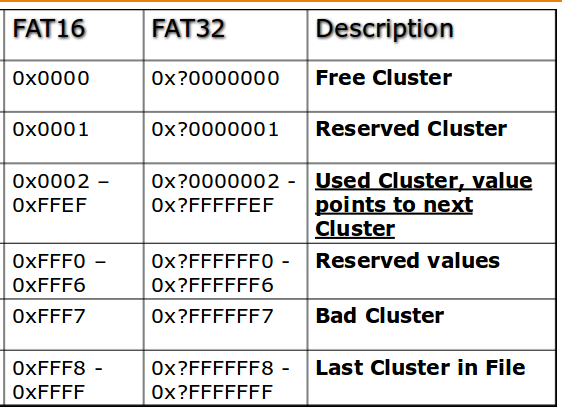 FAT16 FAT32 Description
0x0000 0x?0000000 Free Cluster
0x0001 0x?0000001 Reserved Cluster
0x0002 – 0x?0000002 - Used Cluster, value
0xFFEF 0x?FFFFFEF points to next
Cluster
0xFFF0 – 0x?FFFFFF0 - Reserved values
0xFFF6 0x?FFFFFF6
0xFFF7 0x?FFFFFF7 Bad Cluster
0xFFF8 - 0x?FFFFFF8 - Last Cluster in File
0xFFFF 0x?FFFFFFF